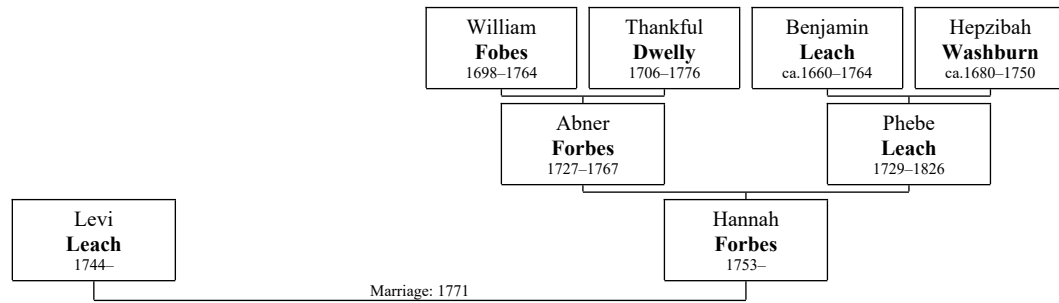 William
Fobes
1698–1764
Thankful
Dwelly
1706–1776
Benjamin
Leach
ca.1660–1764
Hepzibah
Washburn
ca.1680–1750
Abner
Forbes
1727–1767
Phebe
Leach
1729–1826
Levi
Leach
1744–
Hannah
Forbes
1753–
Marriage: 1771